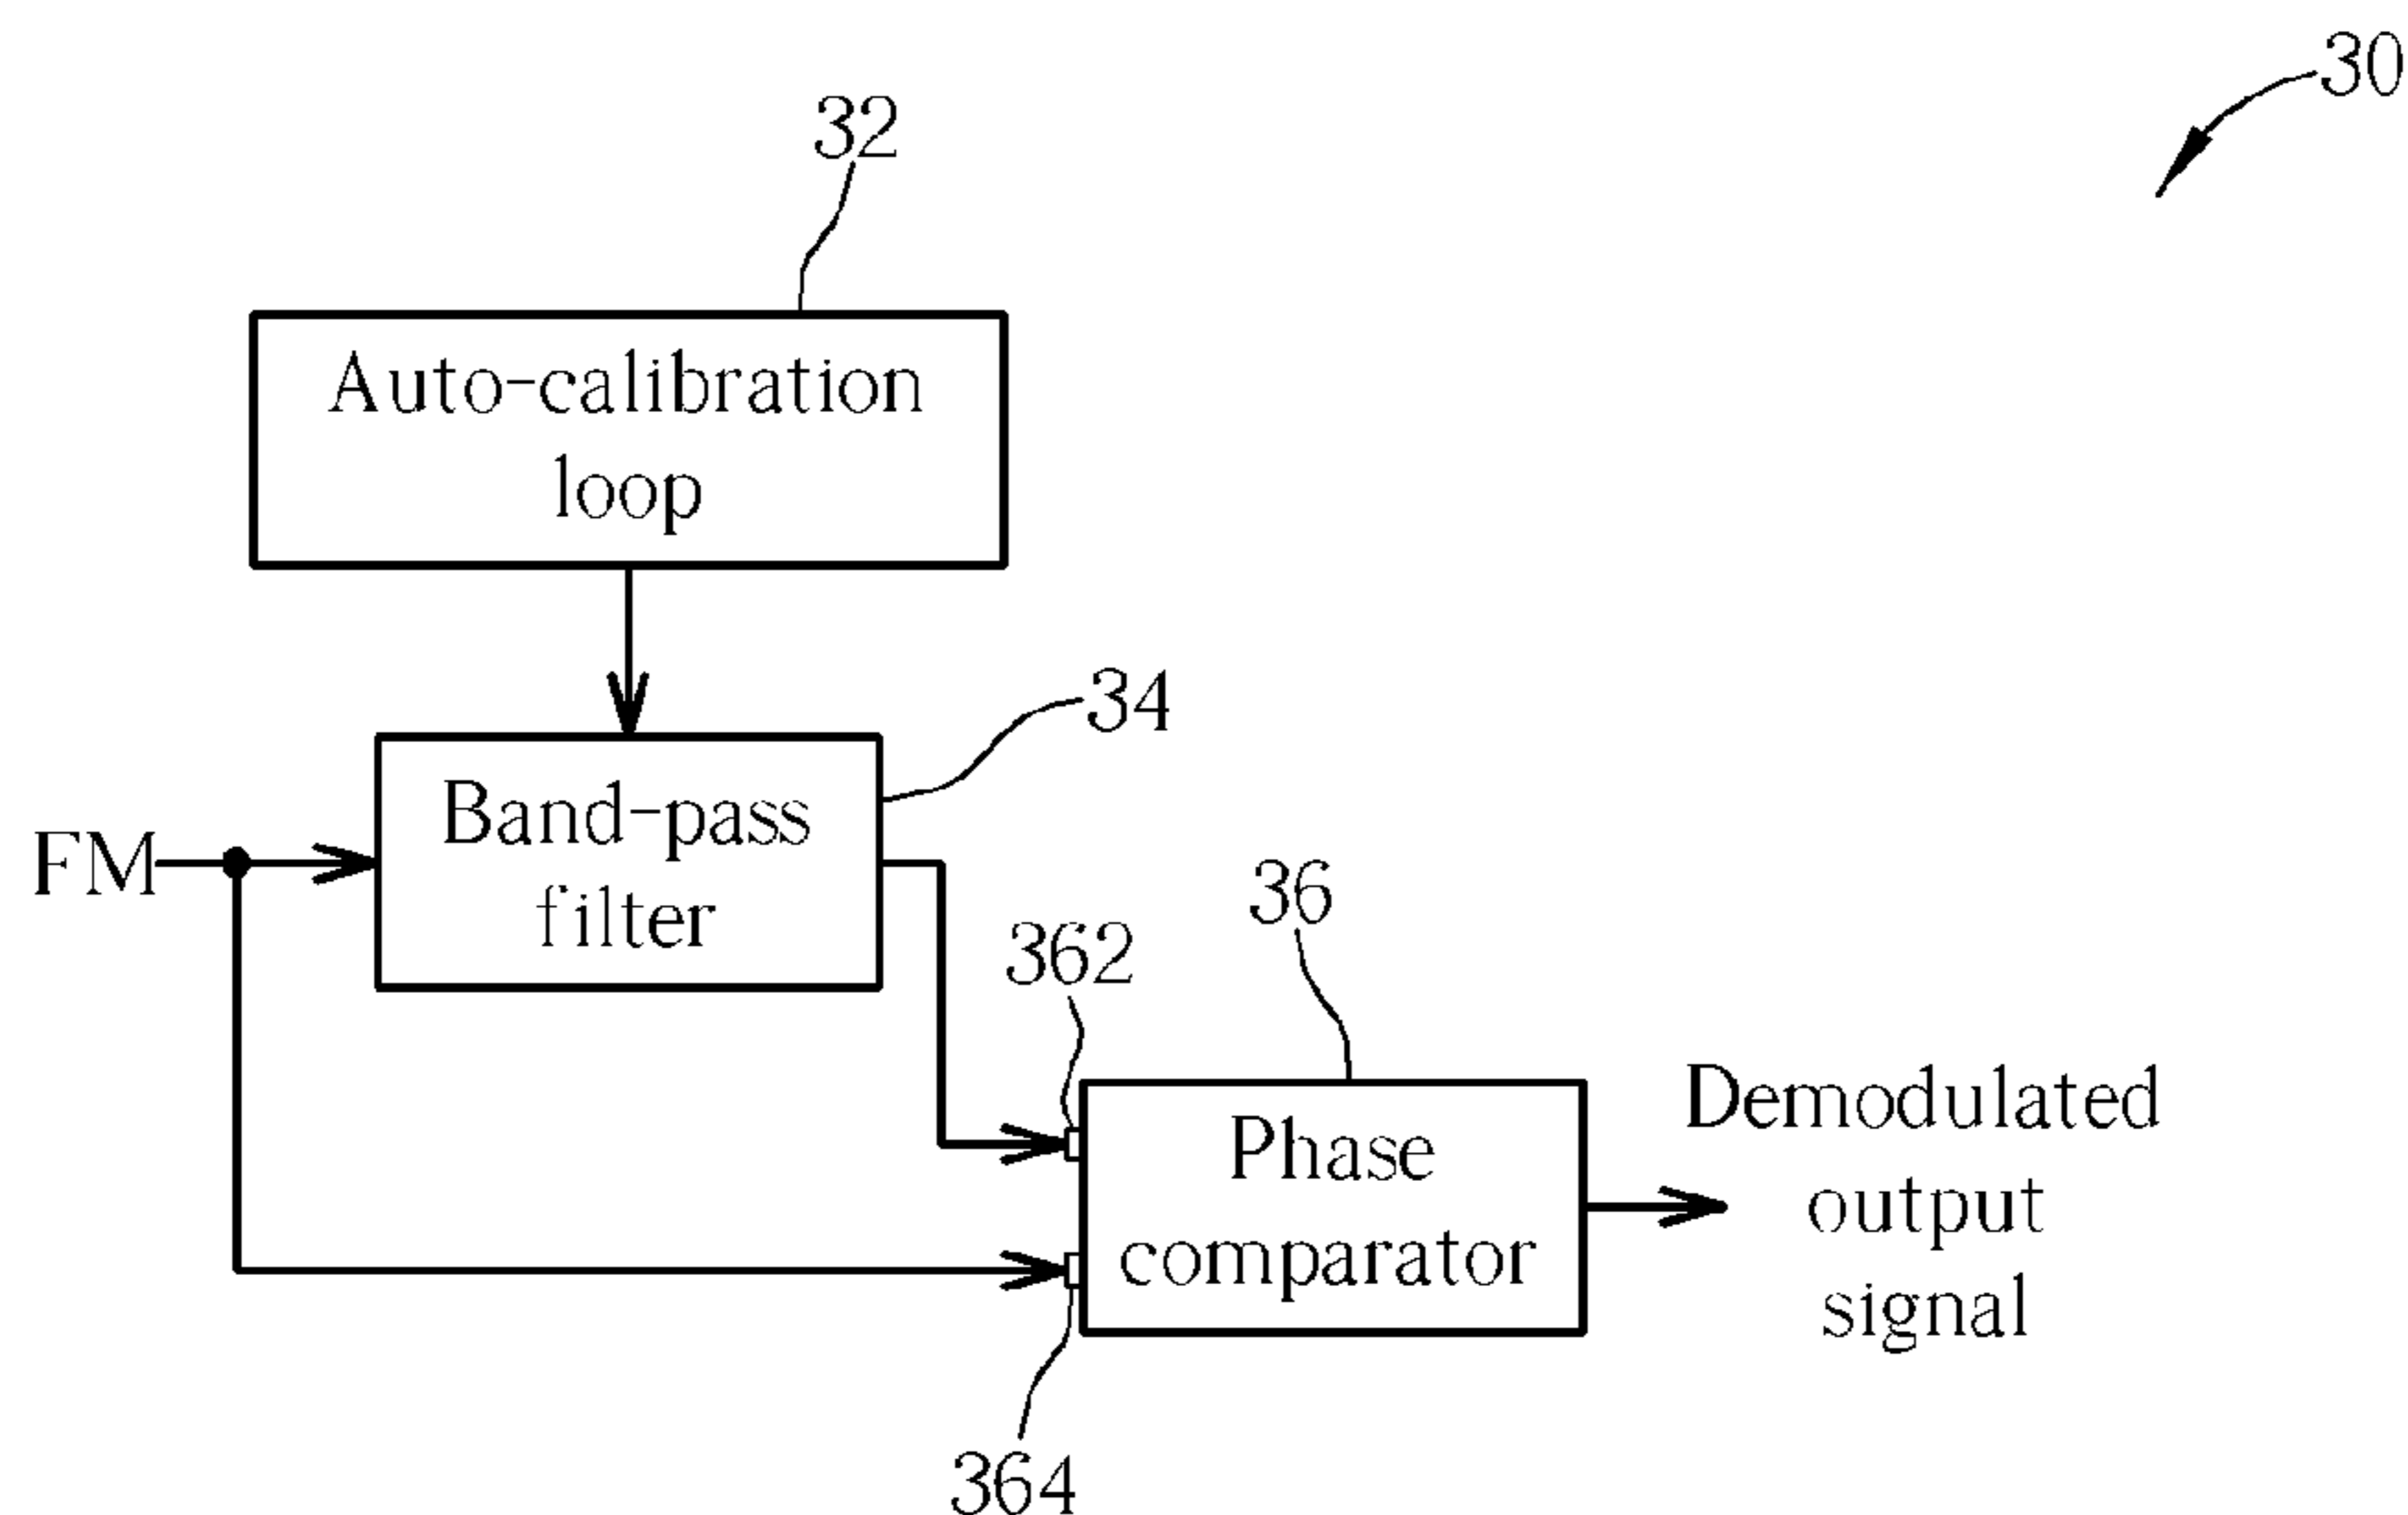 30
32
Auto-calibration
loop
34
Band-pass
filter
FM
36
362
Phase
comparator
Demodulated
output
signal
364